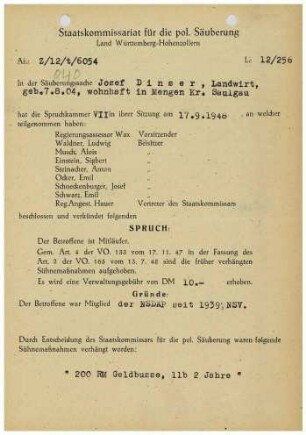 Staatskommissariat für die pol. Säuberung
Land Württemberg-Hohenzollern
Az.: Z/12/t/6054
L: 12/256
In der Säuberungssache Josef Dinser, Landwirt,
geb.7.8.04, wohnhaft in Mengen Kr. Saulgau
hat die Spruchkammer VII in ihrer Sitzung am 17.9.1948, an welcher
teilgenommen haben:
Regierungsassessor Wax Vorsitzender
Waldner, Ludwig Beisitzer
Musch, Alois "
Einstein, Sigbert "
Steinacher, Anton "
Osker, Emil "
Schneckenburger, Josef "
Schwarz, Emil "
Reg.Angest. Hauer Vertreter des Staatskommissars
beschlossen und verkündet folgenden
SPRUCH:
Der Betroffene ist Mitläufer.
Gem. Art. 4 der VO. 133 vom 17. 11. 47 in der Fassung des
Art. 3 der VO. 166 vom 13. 7. 48 sind die früher verhängten
Sühnemaßnahmen aufgehoben.
Es wird eine Verwaltungsgebühr von DM 10.— erhoben.
Gründe:
Der Betroffene war Mitglied der NSDAP seit 1939, NSV.
Durch Entscheidung des Staatskommissars für die pol. Säuberung waren folgende
Sühnemaßnahmen verhängt worden:
" 200 RM Geldbusse, 11b 2 Jahre "